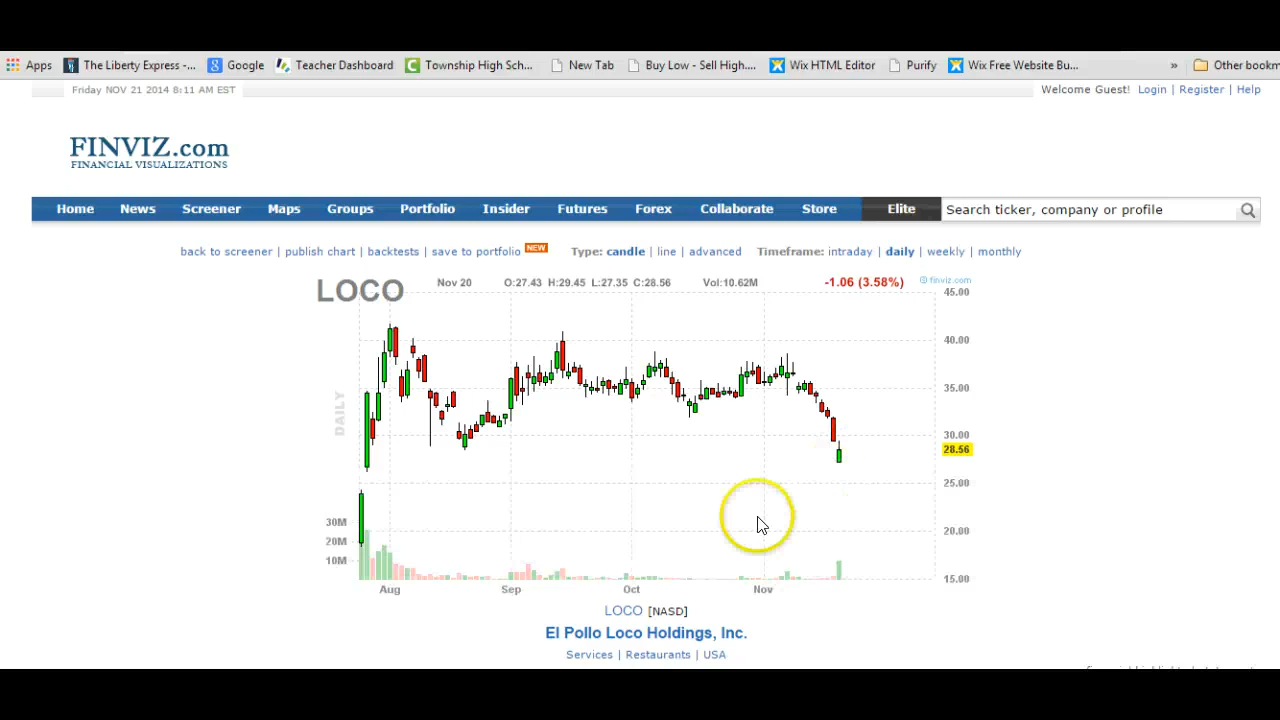 Apps The Liberty Express -... Google Teacher Dashboard Township High Sch... New Tab Buy Low - Sell High.... Wix HTML Editor Purify Wix Free Website Bu... » Other bookm
Friday NOV 21 2014 8:11 AM EST Welcome Guest! Login | Register | Help
FINVIZ.com
FINANCIAL VISUALIZATIONS
Home News Screener Maps Groups Portfolio Insider Futures Forex Collaborate Store Elite Search ticker, company or profile
back to screener | publish chart | backtests | save to portfolio NEW Type: candle | line | advanced Timeframe: intraday | daily | weekly | monthly
LOCO Nov 20 O:27.43 H:29.45 L:27.35 C:28.56 Vol:10.62M -1.06 (3.58%) © finviz.com
45.00
40.00
35.00
DAILY
30.00
28.56
25.00
30M
20.00
20M
10M
15.00
Aug Sep Oct Nov
LOCO [NASD]
El Pollo Loco Holdings, Inc.
Services | Restaurants | USA